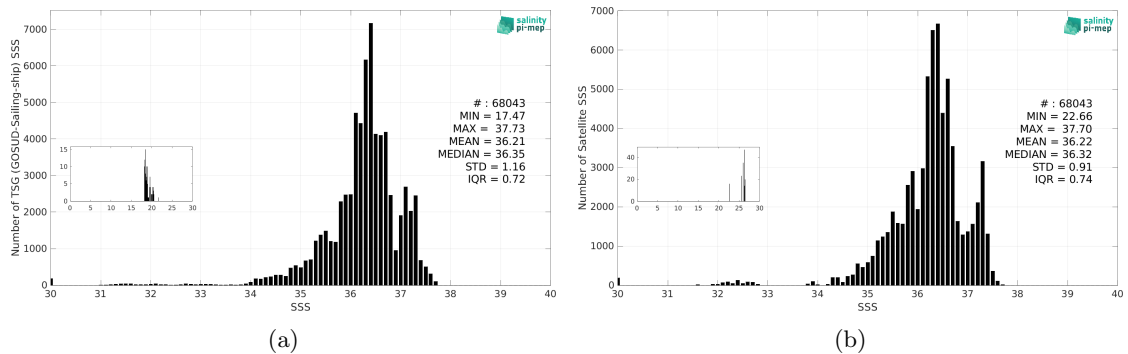 Number of TSG (GOSUD-Sailing-ship) SSS
7000
6000
5000
4000
3000
2000
1000
0
30 31 32 33 34 35 36 37 38 39 40
SSS
salinity
pi-mep
# : 68043
MIN = 17.47
MAX = 37.73
MEAN = 36.21
MEDIAN = 36.35
STD = 1.16
IQR = 0.72
15
10
5
0
0 5 10 15 20 25 30
(a)
Number of Satellite SSS
7000
6000
5000
4000
3000
2000
1000
0
30 31 32 33 34 35 36 37 38 39 40
SSS
salinity
pi-mep
# : 68043
MIN = 22.66
MAX = 37.70
MEAN = 36.22
MEDIAN = 36.32
STD = 0.91
IQR = 0.74
40
20
0
0 5 10 15 20 25 30
(b)